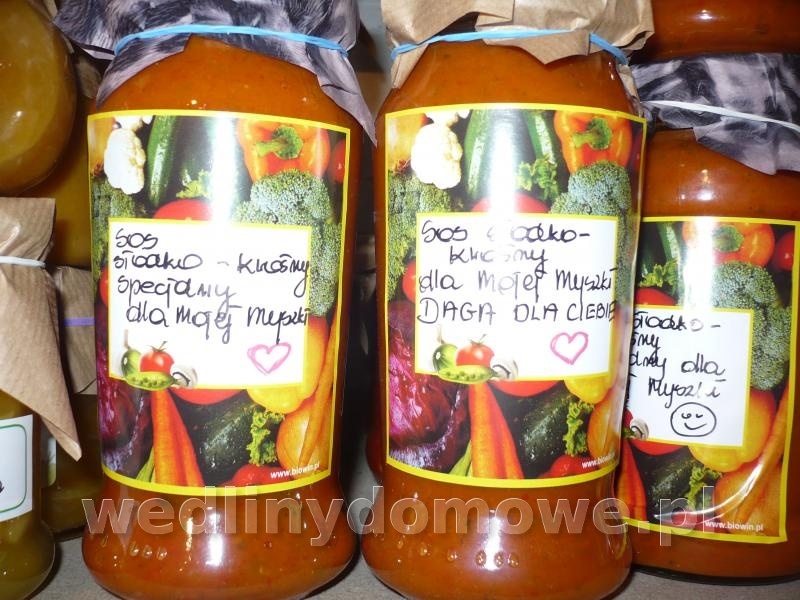 SOS
słodko - kwaśny
specjalny
dla Mojej Myszki
www.biowin.pl
SOS słodko-
kwaśny
dla Mojej Myszki
DAGA DLA CIEBIE
www.biowin.pl
słodko-
dla
Myszki
www.biowin.pl
wedlinydomowe.pl